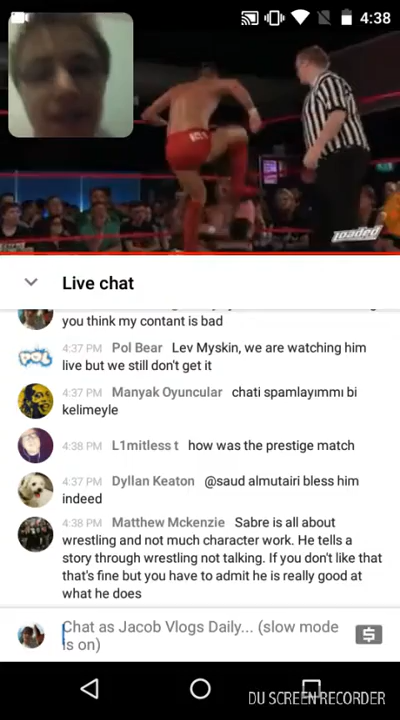 4:38
loaded
Live chat
you think my contant is bad
4:37 PM Pol Bear Lev Myskin, we are watching him
live but we still don't get it
POL
4:37 PM Manyak Oyuncular chati spamlayımmı bi
kelimeyle
4:38 PM L1mitless t how was the prestige match
4:37 PM Dyllan Keaton @saud almutairi bless him
indeed
4:38 PM Matthew Mckenzie Sabre is all about
wrestling and not much character work. He tells a
story through wrestling not talking. If you don't like that
that's fine but you have to admit he is really good at
what he does
Chat as Jacob Vlogs Daily... (slow mode
is on)
$
DU SCREEN RECORDER